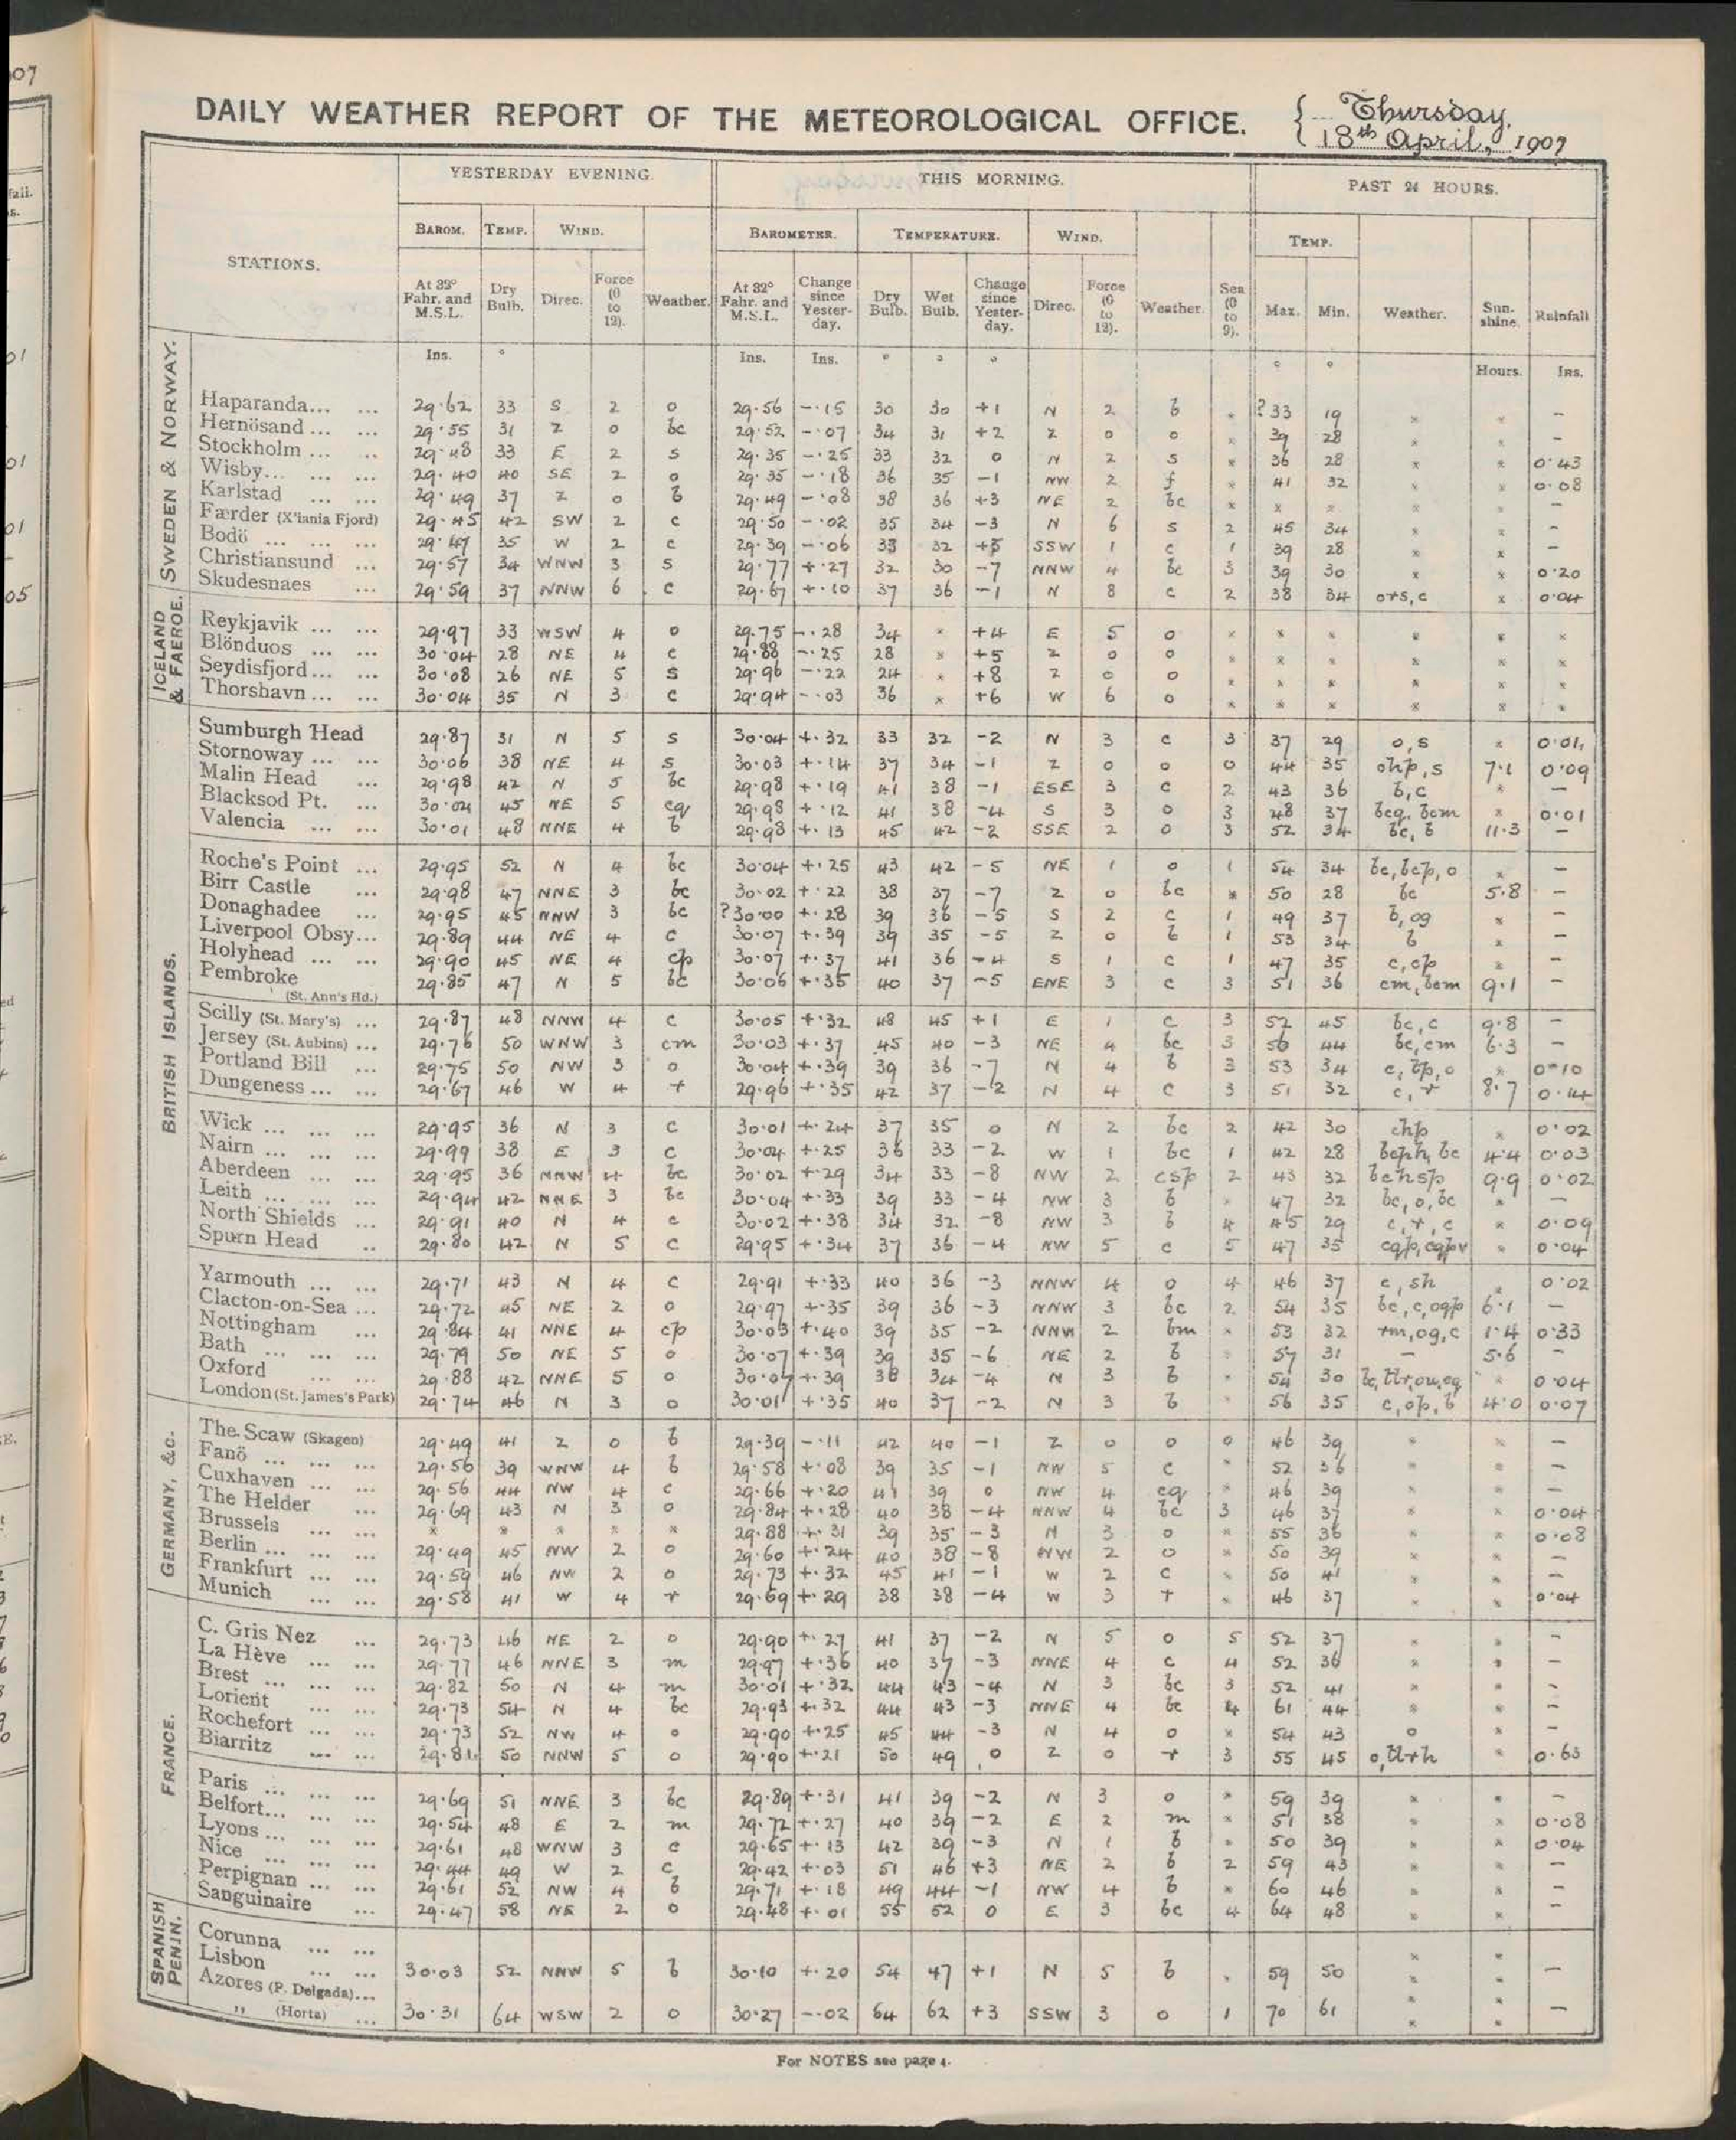 07
DAILY WEATHER REPORT OF THE METEOROLOGICAL OFFICE.
Thursday,
18th April, 1907
YESTERDAY EVENING. THIS MORNING. PAST 24 HOURS.
STATIONS. BAROM. TEMP. WIND. Weather. BAROMETER. TEMPERATURE. WIND. Weather. Sea (0 to 9). TEMP. Weather. Sunshine. Rainfall
At 32° Fahr. and M.S.L. Dry Bulb. Direc. Force (0 to 12). At 32° Fahr. and M.S.L. Change since Yesterday. Dry Bulb. Wet Bulb. Change since Yesterday. Direc. Force (0 to 12). Max. Min.
Ins. ° Ins. Ins. ° ° ° ° ° Hours. Ins.
SWEDEN & NORWAY.
Haparanda... ... 29.62 33 S 2 o 29.56 -.15 30 30 +1 N 2 b × ?33 19 × × —
Hernösand ... ... 29.55 31 Z 0 bc 29.52 -.07 34 31 +2 Z 0 o × 39 28 × × —
Stockholm ... .. 29.48 33 E 2 s 29.35 -.25 33 32 0 N 2 s × 36 28 × × 0.43
Wisby... ... ... 29.40 40 SE 2 o 29.35 -.18 36 35 -1 NW 2 f × 41 32 × × 0.08
Karlstad ... ... 29.49 37 Z 0 b 29.49 -.08 38 36 +3 NE 2 bc × × × × × —
Færder (X'iania Fjord) 29.45 42 SW 2 c 29.50 -.02 35 34 -3 N 6 s 2 45 34 × × —
Bodö ... ... ... 29.47 35 W 2 c 29.39 -.06 33 32 +5 SSW 1 c 1 39 28 × × —
Christiansund ... 29.57 34 WNW 3 s 29.77 +.27 32 30 -7 NNW 4 bc 3 39 30 × × 0.20
Skudesnaes ... 29.59 37 NNW 6 c 29.67 +.10 37 36 -1 N 8 c 2 38 34 ors,c × 0.04
ICELAND & FAEROE.
Reykjavik ... ... 29.97 33 WSW 4 o 29.75 -.28 34 × +4 E 5 o × × × × × ×
Blönduos ... ... 30.04 28 NE 4 c 29.88 -.25 28 × +5 Z 0 o × × × × × ×
Seydisfjord... ... 30.08 26 NE 5 s 29.96 -.22 24 × +8 Z 0 o × × × × × ×
Thorshavn ... ... 30.04 35 N 3 c 29.94 -.03 36 × +6 W 6 o × × × × × ×
BRITISH ISLANDS.
Sumburgh Head 29.87 31 N 5 s 30.04 +.32 33 32 -2 N 3 c 3 37 29 o,s × 0.01
Stornoway ... ... 30.06 38 NE 4 s 30.03 +.14 37 34 -1 Z 0 o 0 44 35 ohp,s 7.1 0.09
Malin Head ... 29.98 42 N 5 bc 29.98 +.19 41 38 -1 ESE 3 c 2 43 36 b,c × —
Blacksod Pt. ... 30.04 45 NE 5 cq 29.98 +.12 41 38 -4 S 3 o 3 48 37 bcq,bcm × 0.01
Valencia ... ... 30.01 48 NNE 4 b 29.98 +.13 45 42 -2 SSE 2 o 3 52 34 bc,b 11.3 —
Roche's Point ... 29.95 52 N 4 bc 30.04 +.25 43 42 -5 NE 1 o 1 54 34 bc,bcp,o × —
Birr Castle ... 29.98 47 NNE 3 bc 30.02 +.22 38 37 -7 Z 0 bc × 50 28 bc 5.8 —
Donaghadee ... 29.95 45 NNW 3 bc ?30.00 +.28 39 36 -5 S 2 c 1 49 37 b,og × —
Liverpool Obsy... 29.89 44 NE 4 c 30.07 +.39 39 35 -5 Z 0 b 1 53 34 b × —
Holyhead ... ... 29.90 45 NE 4 cp 30.07 +.37 41 36 -4 S 1 c 1 47 35 c,cp × —
Pembroke (St. Ann's Hd.) 29.85 47 N 5 bc 30.06 +.35 40 37 -5 ENE 3 c 3 51 36 cm,bcm 9.1 —
Scilly (St. Mary's) ... 29.87 48 NNW 4 c 30.05 +.32 48 45 +1 E 1 c 3 52 45 bc,c 9.8 —
Jersey (St. Aubins) ... 29.76 50 WNW 3 cm 30.03 +.37 45 40 -3 NE 4 bc 3 56 44 bc,cm 6.3 —
Portland Bill ... 29.75 50 NW 3 o 30.04 +.39 39 36 -7 N 4 b 3 53 34 c,tp,o × 0.10
Dungeness ... ... 29.67 46 W 4 r 29.96 +.35 42 37 -2 N 4 c 3 51 32 c,r 8.7 0.14
Wick ... ... ... 29.95 36 N 3 c 30.01 +.24 37 35 0 N 2 bc 2 42 30 chp × 0.02
Nairn ... ... ... 29.99 38 E 3 c 30.04 +.25 36 33 -2 W 1 bc 1 42 28 bcph,bc 4.4 0.03
Aberdeen ... ... 29.95 36 NNW 4 bc 30.02 +.29 34 33 -8 NW 2 csp 2 43 32 bchsp 9.9 0.02
Leith ... ... ... 29.94 42 NNE 3 bc 30.04 +.33 39 33 -4 NW 3 b × 47 32 bc,o,bc × —
North Shields ... 29.91 40 N 4 c 30.02 +.38 34 32 -8 NW 3 b 4 45 29 c,r,c × 0.09
Spurn Head .. 29.80 42 N 5 c 29.95 +.34 37 36 -4 NW 5 c 5 47 35 cqp,cqpv × 0.04
Yarmouth ... ... 29.71 43 N 4 c 29.91 +.33 40 36 -3 NNW 4 o 4 46 37 c,sh × 0.02
Clacton-on-Sea ... 29.72 45 NE 2 o 29.97 +.35 39 36 -3 NNW 3 bc 2 54 35 bc,c,ogp 6.1 —
Nottingham ... 29.84 41 NNE 4 cp 30.03 +.40 39 35 -2 NNW 2 bm × 53 32 rm,og,c 1.4 0.33
Bath ... ... ... 29.79 50 NE 5 o 30.07 +.39 39 35 -6 NE 2 b × 57 31 — 5.6 —
Oxford ... ... 29.88 42 NNE 5 o 30.07 +.39 38 34 -4 N 3 b × 54 30 bc,tlr,ou,cq × 0.04
London (St. James's Park) 29.74 46 N 3 o 30.01 +.35 40 37 -2 N 3 b × 56 35 c,op,b 4.0 0.07
GERMANY, &c.
The Scaw (Skagen) 29.49 41 Z 0 b 29.39 -.11 42 40 -1 Z 0 o 0 46 39 × × —
Fanö ... ... ... 29.56 39 WNW 4 b 29.58 +.08 39 35 -1 NW 5 c × 52 36 × × —
Cuxhaven ... ... 29.56 44 NW 4 c 29.66 +.20 41 39 0 NW 4 cq × 46 39 × × —
The Helder ... 29.69 43 N 3 o 29.84 +.28 40 38 -4 NNW 4 bc 3 46 37 × × 0.04
Brussels ... ... × × × × × 29.88 +.31 39 35 -3 N 3 o × 55 36 × × 0.08
Berlin ... ... ... 29.49 45 NW 2 o 29.60 +.24 40 38 -8 NW 2 o × 50 39 × × —
Frankfurt ... ... 29.59 46 NW 2 o 29.73 +.32 45 41 -1 W 2 c × 50 41 × × —
Munich ... ... 29.58 41 W 4 r 29.69 +.29 38 38 -4 W 3 r × 46 37 × × 0.04
FRANCE.
C. Gris Nez ... 29.73 46 NE 2 o 29.90 +.27 41 37 -2 N 5 o 5 52 37 × × —
La Hève ... ... 29.77 46 NNE 3 m 29.97 +.36 40 37 -3 NNE 4 c 4 52 36 × × —
Brest ... ... ... 29.82 50 N 4 m 30.01 +.32 44 43 -4 N 3 bc 3 52 41 × × —
Lorient ... ... 29.73 54 N 4 bc 29.93 +.32 44 43 -3 NNE 4 bc 4 61 44 × × —
Rochefort ... ... 29.73 52 NW 4 o 29.90 +.25 45 44 -3 N 4 o × 54 43 o × —
Biarritz ... ... 29.81 50 NNW 5 o 29.90 +.21 50 49 0 Z 0 r 3 55 45 o,tlrh × 0.63
Paris ... ... ... 29.69 51 NNE 3 bc 29.89 +.31 41 39 -2 N 3 o × 59 39 × × —
Belfort... ... ... 29.54 48 E 2 m 29.72 +.27 40 39 -2 E 2 m × 51 38 × × 0.08
Lyons ... ... ... 29.61 48 WNW 3 c 29.65 +.13 42 39 -3 N 1 b × 50 39 × × 0.04
Nice ... ... ... 29.44 49 W 2 c 29.42 +.03 51 46 +3 NE 2 b 2 59 43 × × —
Perpignan ... ... 29.61 52 NW 4 b 29.71 +.18 49 44 -1 NW 4 b × 60 46 × × —
Sanguinaire ... 29.47 58 NE 2 o 29.48 +.01 55 52 0 E 3 bc 4 64 48 × × —
SPANISH PENIN.
Corunna ... ... × ×
Lisbon ... ... 30.03 52 NNW 5 b 30.10 +.20 54 47 +1 N 5 b × 59 50 × × —
Azores (P. Delgada)... × ×
,, (Horta) ... 30.31 64 WSW 2 o 30.27 -.02 64 62 +3 SSW 3 o 1 70 61 × × —
For NOTES see page 4.